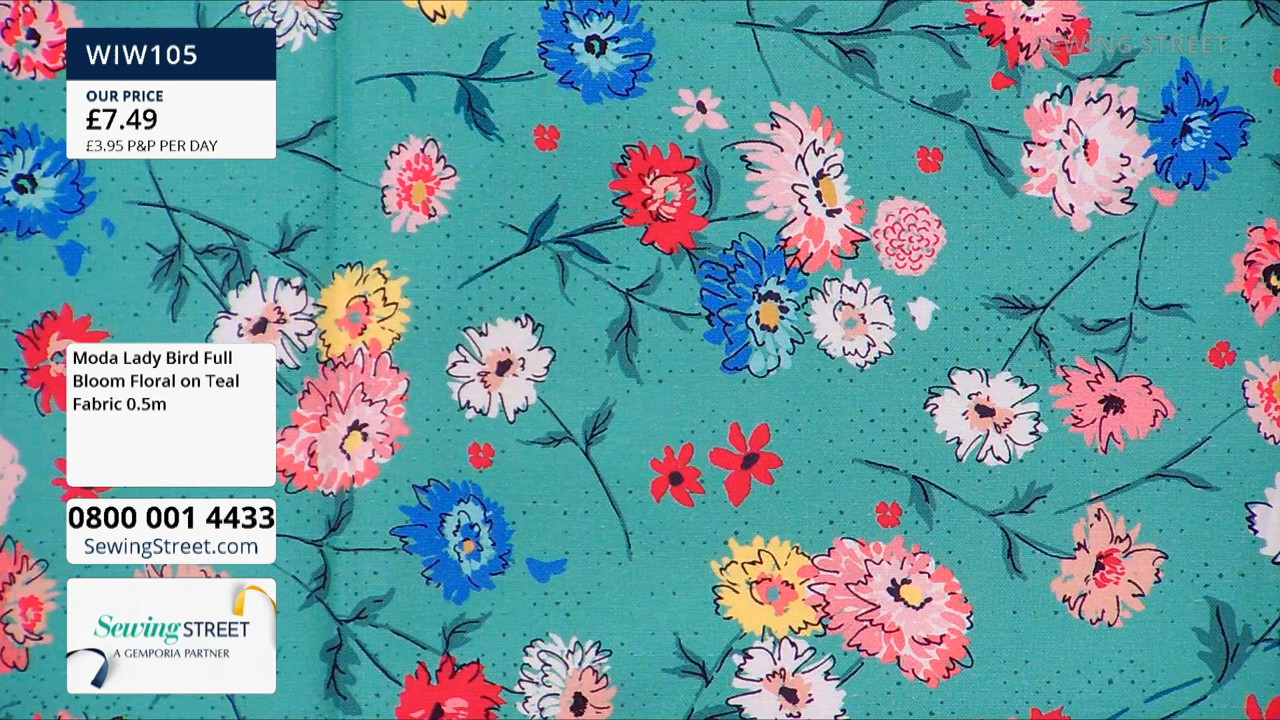 WIW105
OUR PRICE
£7.49
£3.95 P&P PER DAY
SEWING STREET
Moda Lady Bird Full
Bloom Floral on Teal
Fabric 0.5m
0800 001 4433
SewingStreet.com
Sewing STREET
A GEMPORIA PARTNER